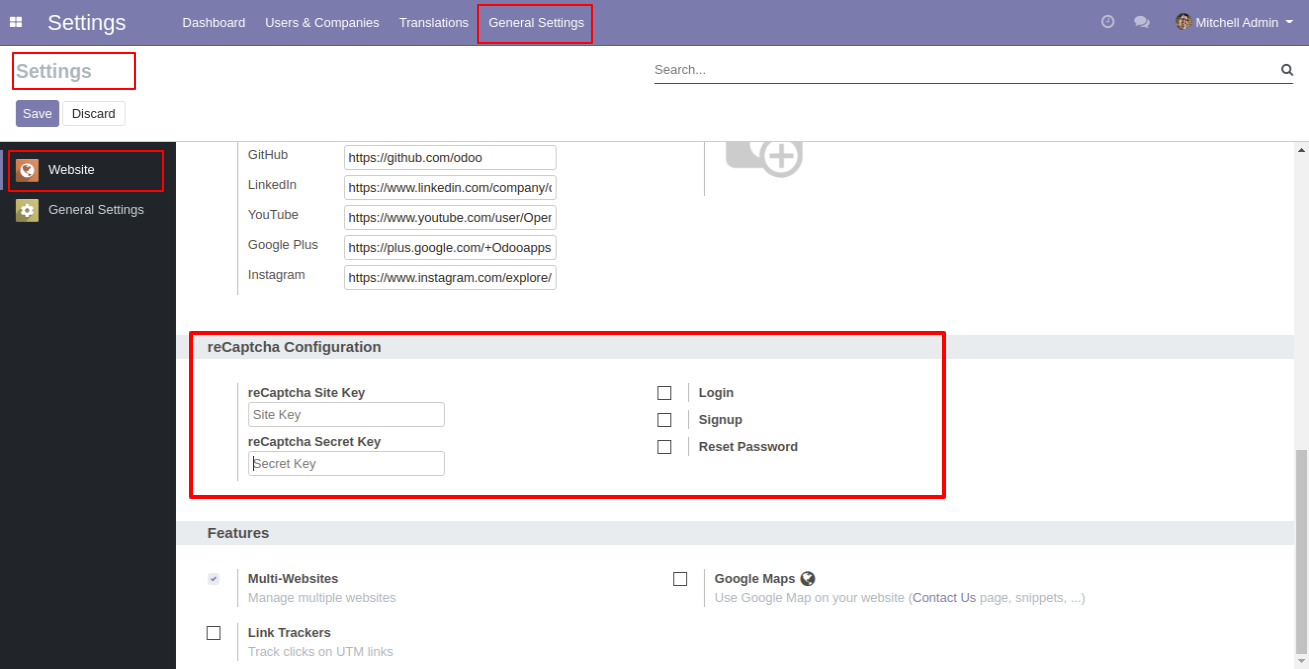 Settings Dashboard Users & Companies Translations General Settings Mitchell Admin
Settings
Search...
Save Discard
Website
General Settings
GitHub https://github.com/odoo
LinkedIn https://www.linkedin.com/company/
YouTube https://www.youtube.com/user/Oper
Google Plus https://plus.google.com/+Odooapps
Instagram https://www.instagram.com/explore/
reCaptcha Configuration
reCaptcha Site Key
Site Key
reCaptcha Secret Key
Secret Key
Login
Signup
Reset Password
Features
Multi-Websites
Manage multiple websites
Google Maps
Use Google Map on your website (Contact Us page, snippets, ...)
Link Trackers
Track clicks on UTM links